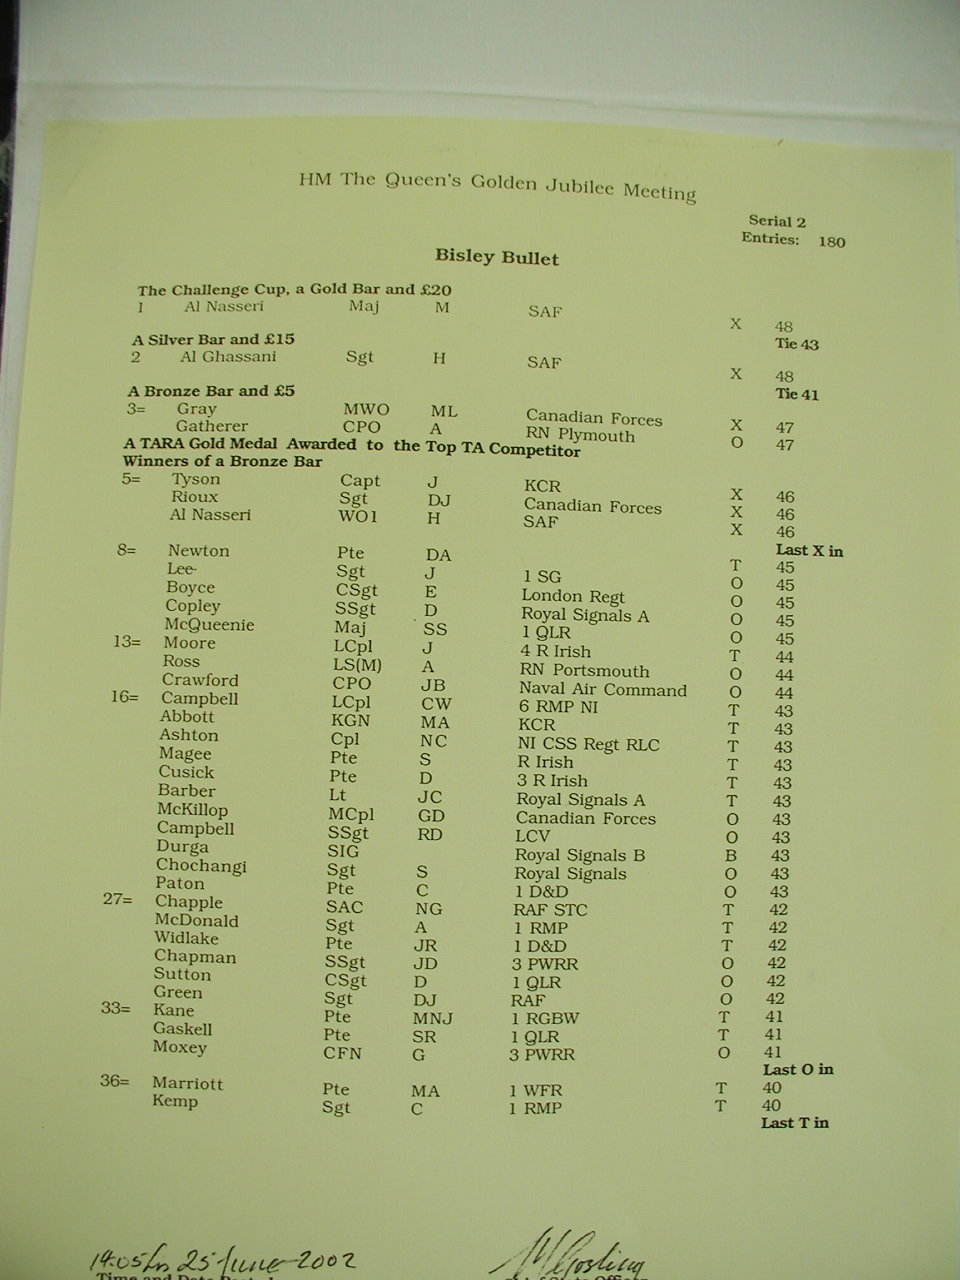 HM The Queen's Golden Jubilee Meeting
Serial 2
Entries: 180
Bisley Bullet
The Challenge Cup, a Gold Bar and £20
1 Al Nasseri Maj M SAF X 48
Tie 43
A Silver Bar and £15
2 Al Ghassani Sgt H SAF X 48
Tie 41
A Bronze Bar and £5
3= Gray MWO ML Canadian Forces X 47
Gatherer CPO A RN Plymouth O 47
A TARA Gold Medal Awarded to the Top TA Competitor
Winners of a Bronze Bar
5= Tyson Capt J KCR X 46
Rioux Sgt DJ Canadian Forces X 46
Al Nasseri WO1 H SAF X 46
Last X in
8= Newton Pte DA T 45
Lee- Sgt J 1 SG O 45
Boyce CSgt E London Regt O 45
Copley SSgt D Royal Signals A O 45
McQueenie Maj SS 1 QLR O 45
13= Moore LCpl J 4 R Irish T 44
Ross LS(M) A RN Portsmouth O 44
Crawford CPO JB Naval Air Command O 44
16= Campbell LCpl CW 6 RMP NI T 43
Abbott KGN MA KCR T 43
Ashton Cpl NC NI CSS Regt RLC T 43
Magee Pte S R Irish T 43
Cusick Pte D 3 R Irish T 43
Barber Lt JC Royal Signals A T 43
McKillop MCpl GD Canadian Forces O 43
Campbell SSgt RD LCV O 43
Durga SIG Royal Signals B B 43
Chochangi Sgt S Royal Signals O 43
Paton Pte C 1 D&D O 43
27= Chapple SAC NG RAF STC T 42
McDonald Sgt A 1 RMP T 42
Widlake Pte JR 1 D&D T 42
Chapman SSgt JD 3 PWRR O 42
Sutton CSgt D 1 QLR O 42
Green Sgt DJ RAF O 42
33= Kane Pte MNJ 1 RGBW T 41
Gaskell Pte SR 1 QLR T 41
Moxey CFN G 3 PWRR O 41
Last O in
36= Marriott Pte MA 1 WFR T 40
Kemp Sgt C 1 RMP T 40
Last T in
14:05hrs 25 June 2002
Time and Date Posted